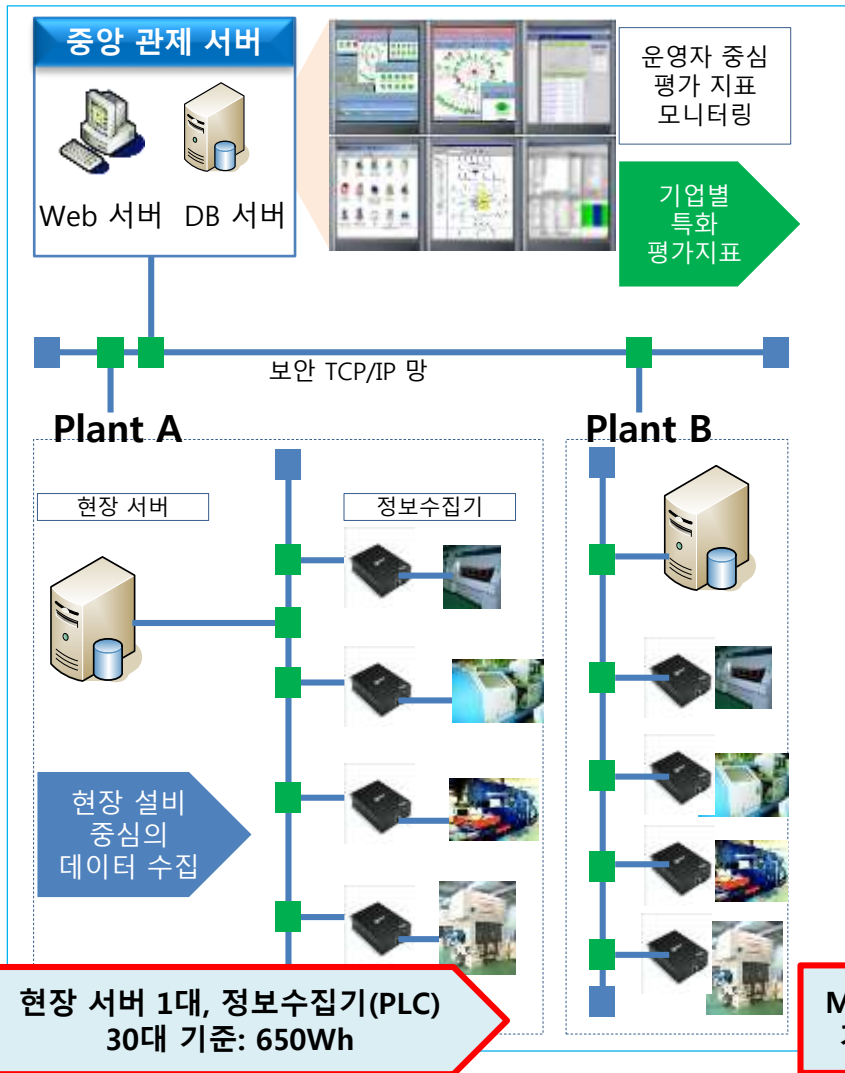 중앙 관제 서버
Web 서버 DB 서버
운영자 중심
평가 지표
모니터링
기업별
특화
평가지표
보안 TCP/IP 망
Plant A
Plant B
현장 서버
정보수집기
현장 설비
중심의
데이터 수집
현장 서버 1대, 정보수집기(PLC)
30대 기준: 650Wh
M